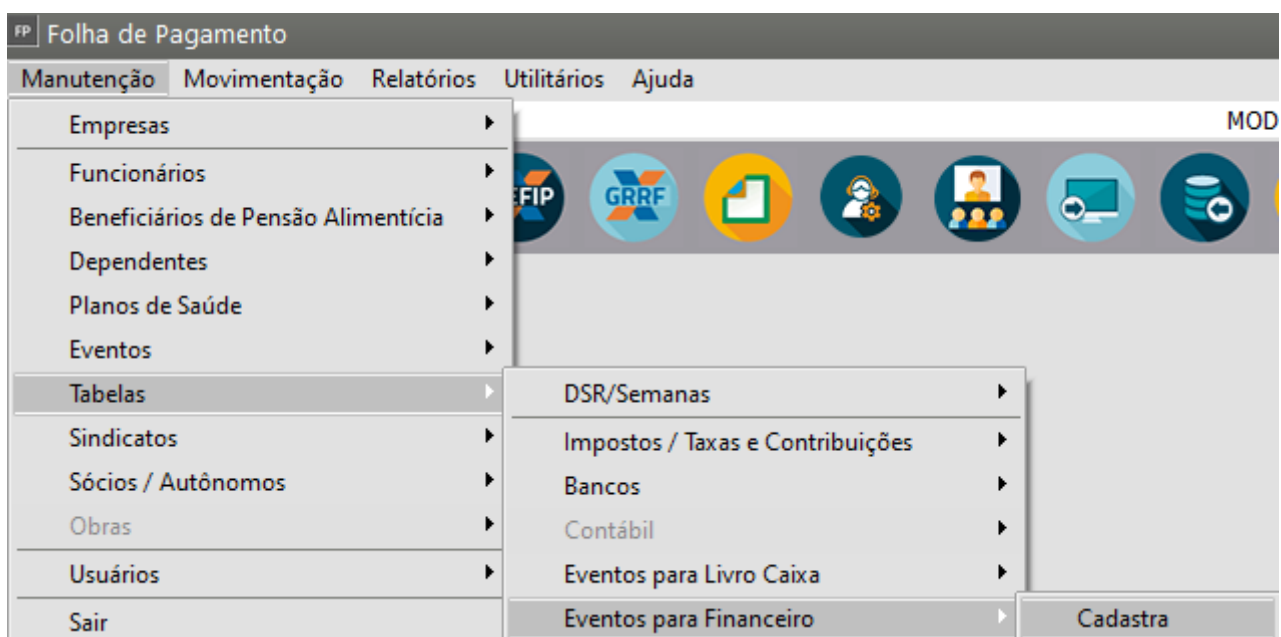 FP Folha de Pagamento
Manutenção Movimentação Relatórios Utilitários Ajuda
Empresas
MOD
Funcionários
EFIP GRRF
Beneficiários de Pensão Alimentícia
Dependentes
Planos de Saúde
Eventos
Tabelas
DSR/Semanas
Sindicatos
Impostos / Taxas e Contribuições
Sócios / Autônomos
Bancos
Obras
Contábil
Usuários
Eventos para Livro Caixa
Sair
Eventos para Financeiro
Cadastra